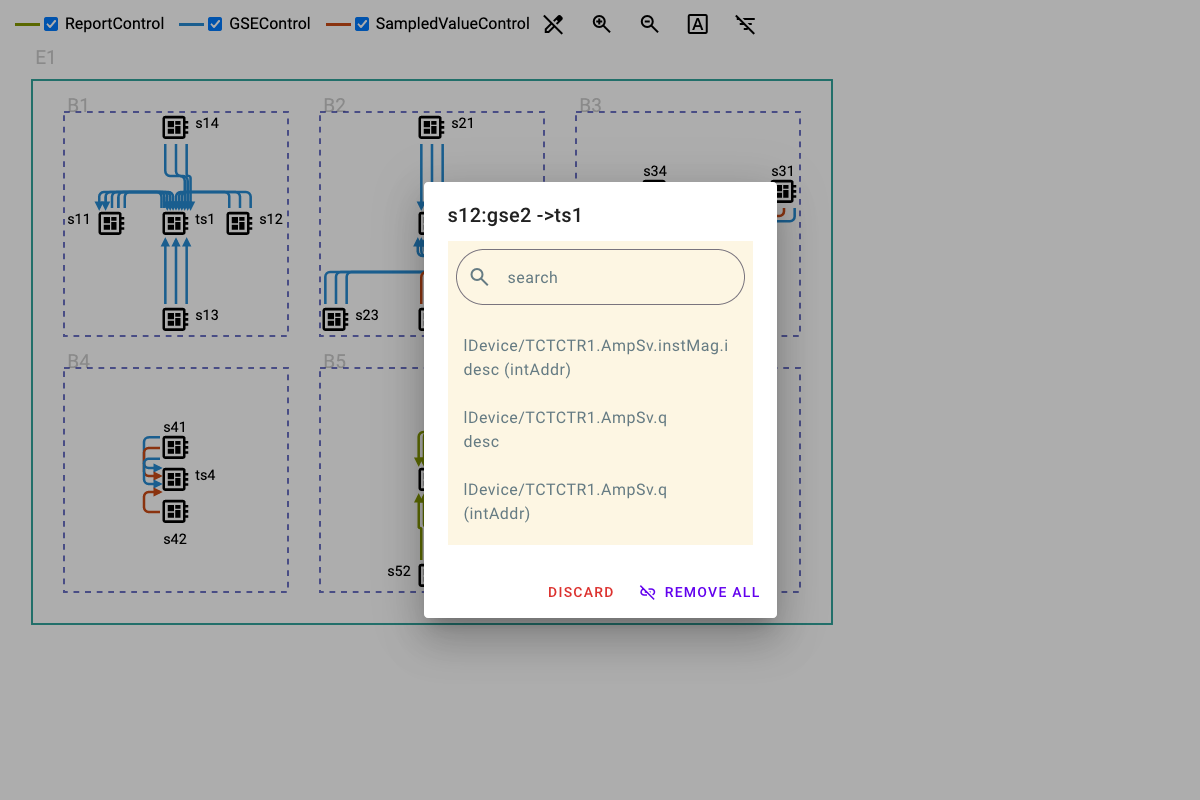 ReportControl GSEControl SampledValueControl A
E1
B1 B2 B3
s14 s21
s34 s31
s11 ts1 s12
s13 s23
B4 B5
s41
ts4
s42
s52
s12:gse2 ->ts1
search
lDevice/TCTCTR1.AmpSv.instMag.i
desc (intAddr)
lDevice/TCTCTR1.AmpSv.q
desc
lDevice/TCTCTR1.AmpSv.q
(intAddr)
DISCARD REMOVE ALL